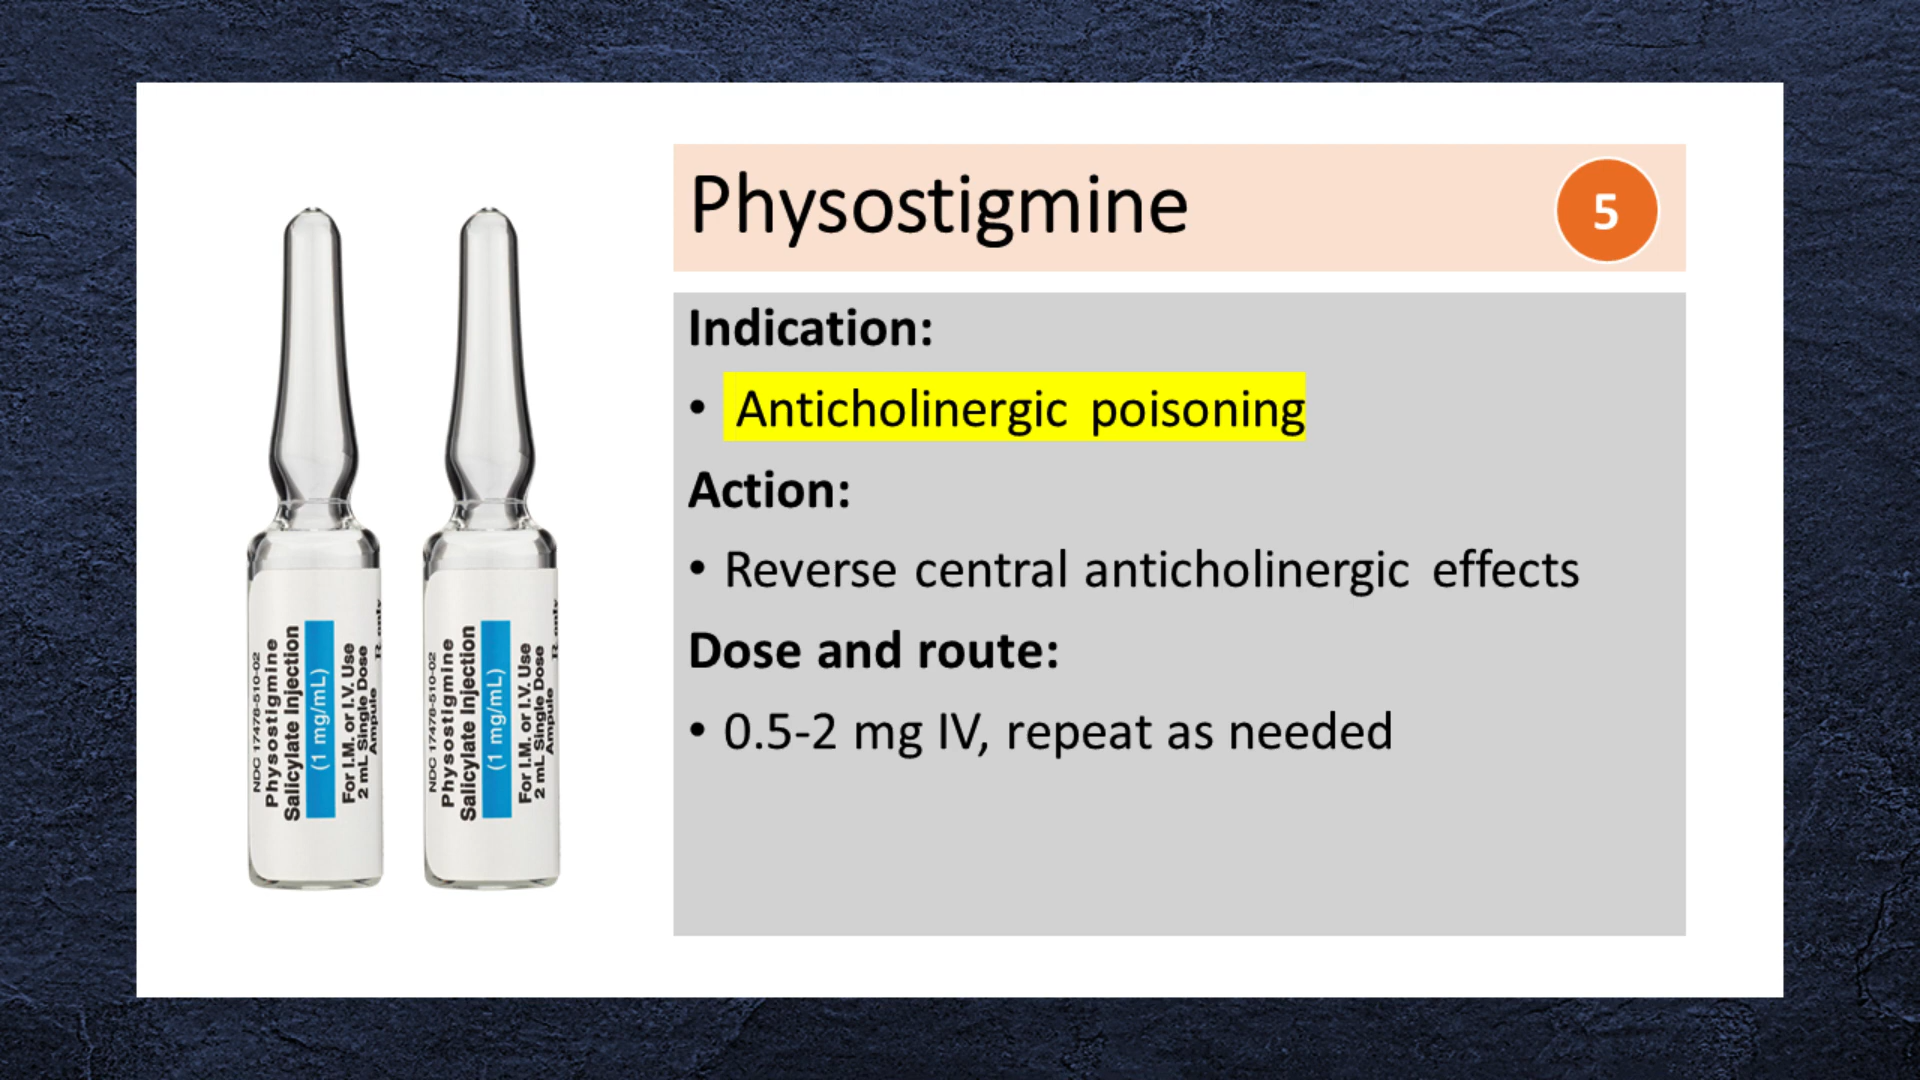 Physostigmine
5
Indication:
• Anticholinergic poisoning
Action:
• Reverse central anticholinergic effects
Dose and route:
• 0.5-2 mg IV, repeat as needed
NDC 17478-510-02
Physostigmine
Salicylate Injection
(1 mg/mL)
For I.M. or I.V. Use
2 mL Single Dose
Ampule
NDC 17478-510-02
Physostigmine
Salicylate Injection
(1 mg/mL)
For I.M. or I.V. Use
2 mL Single Dose
Ampule